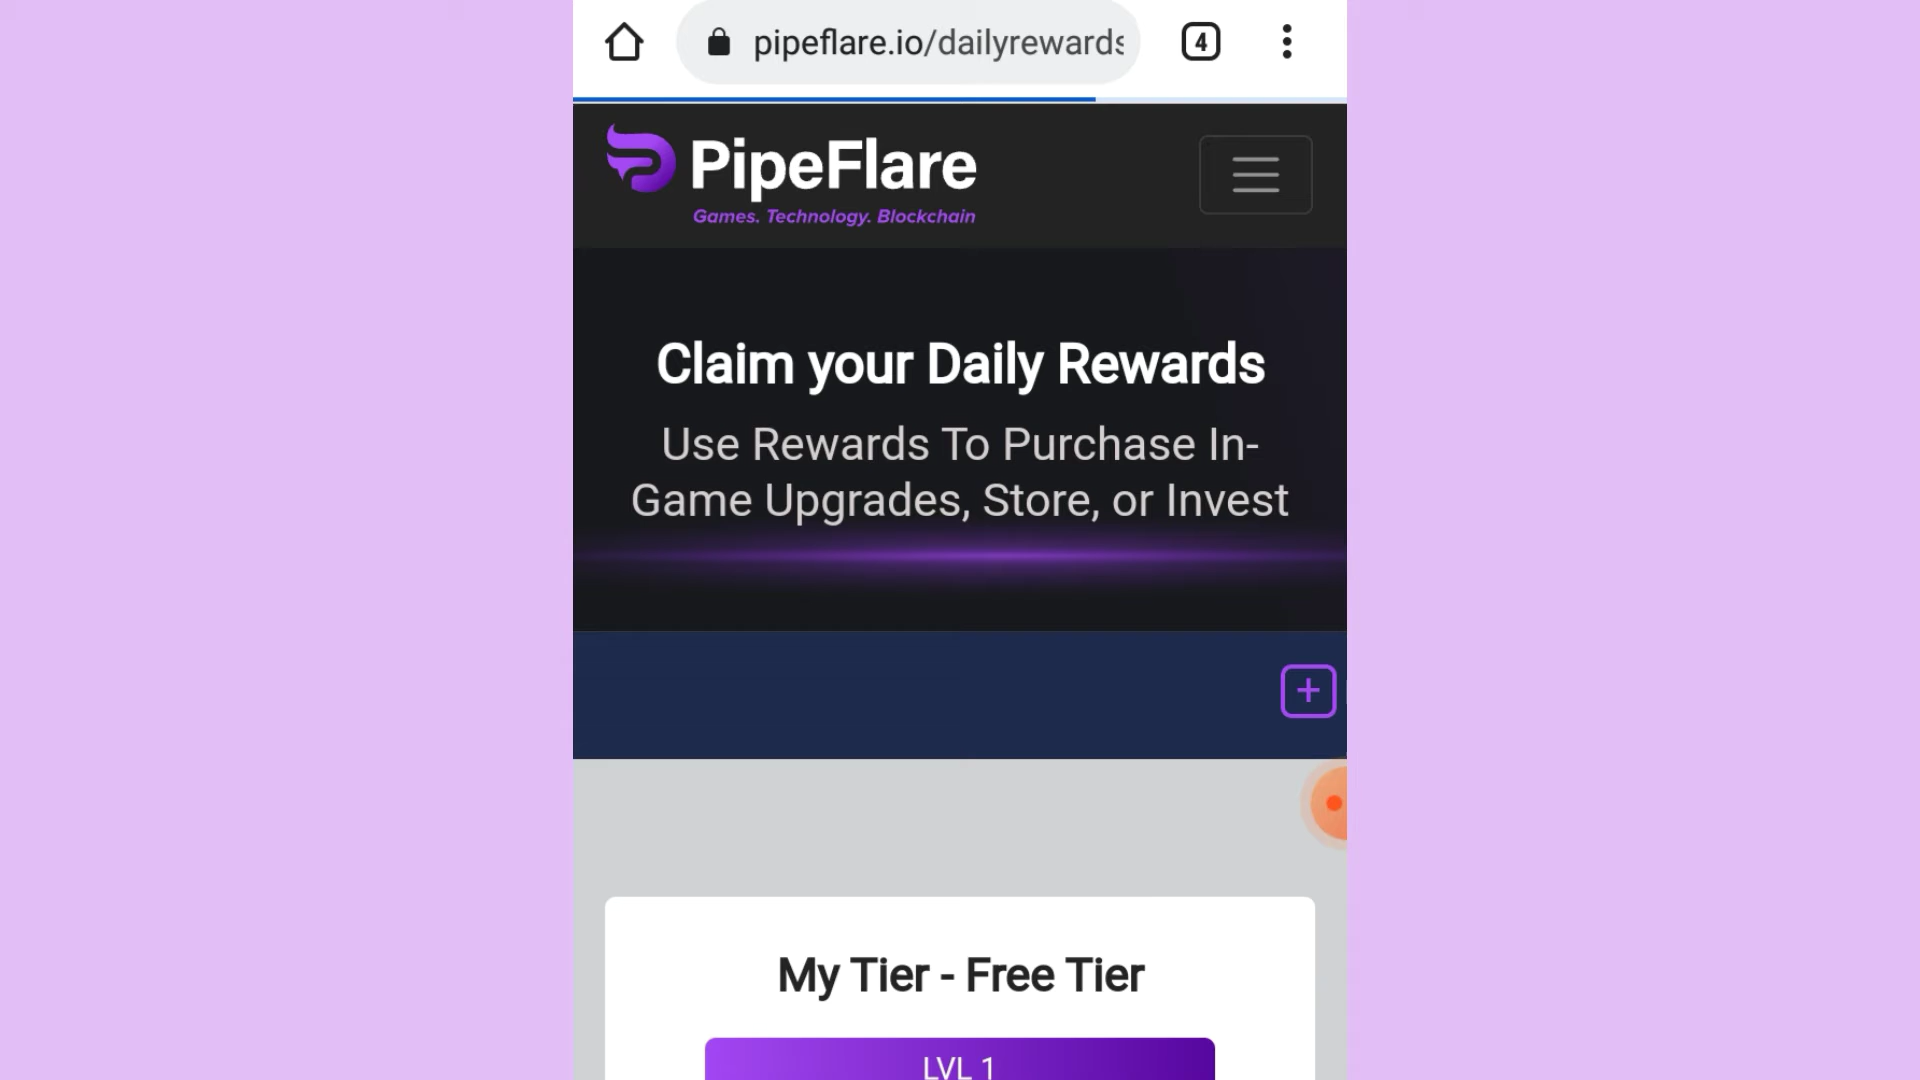 pipeflare.io/dailyrewards
4
PipeFlare
Games. Technology. Blockchain
Claim your Daily Rewards
Use Rewards To Purchase In-
Game Upgrades, Store, or Invest
+
My Tier - Free Tier
LVL 1